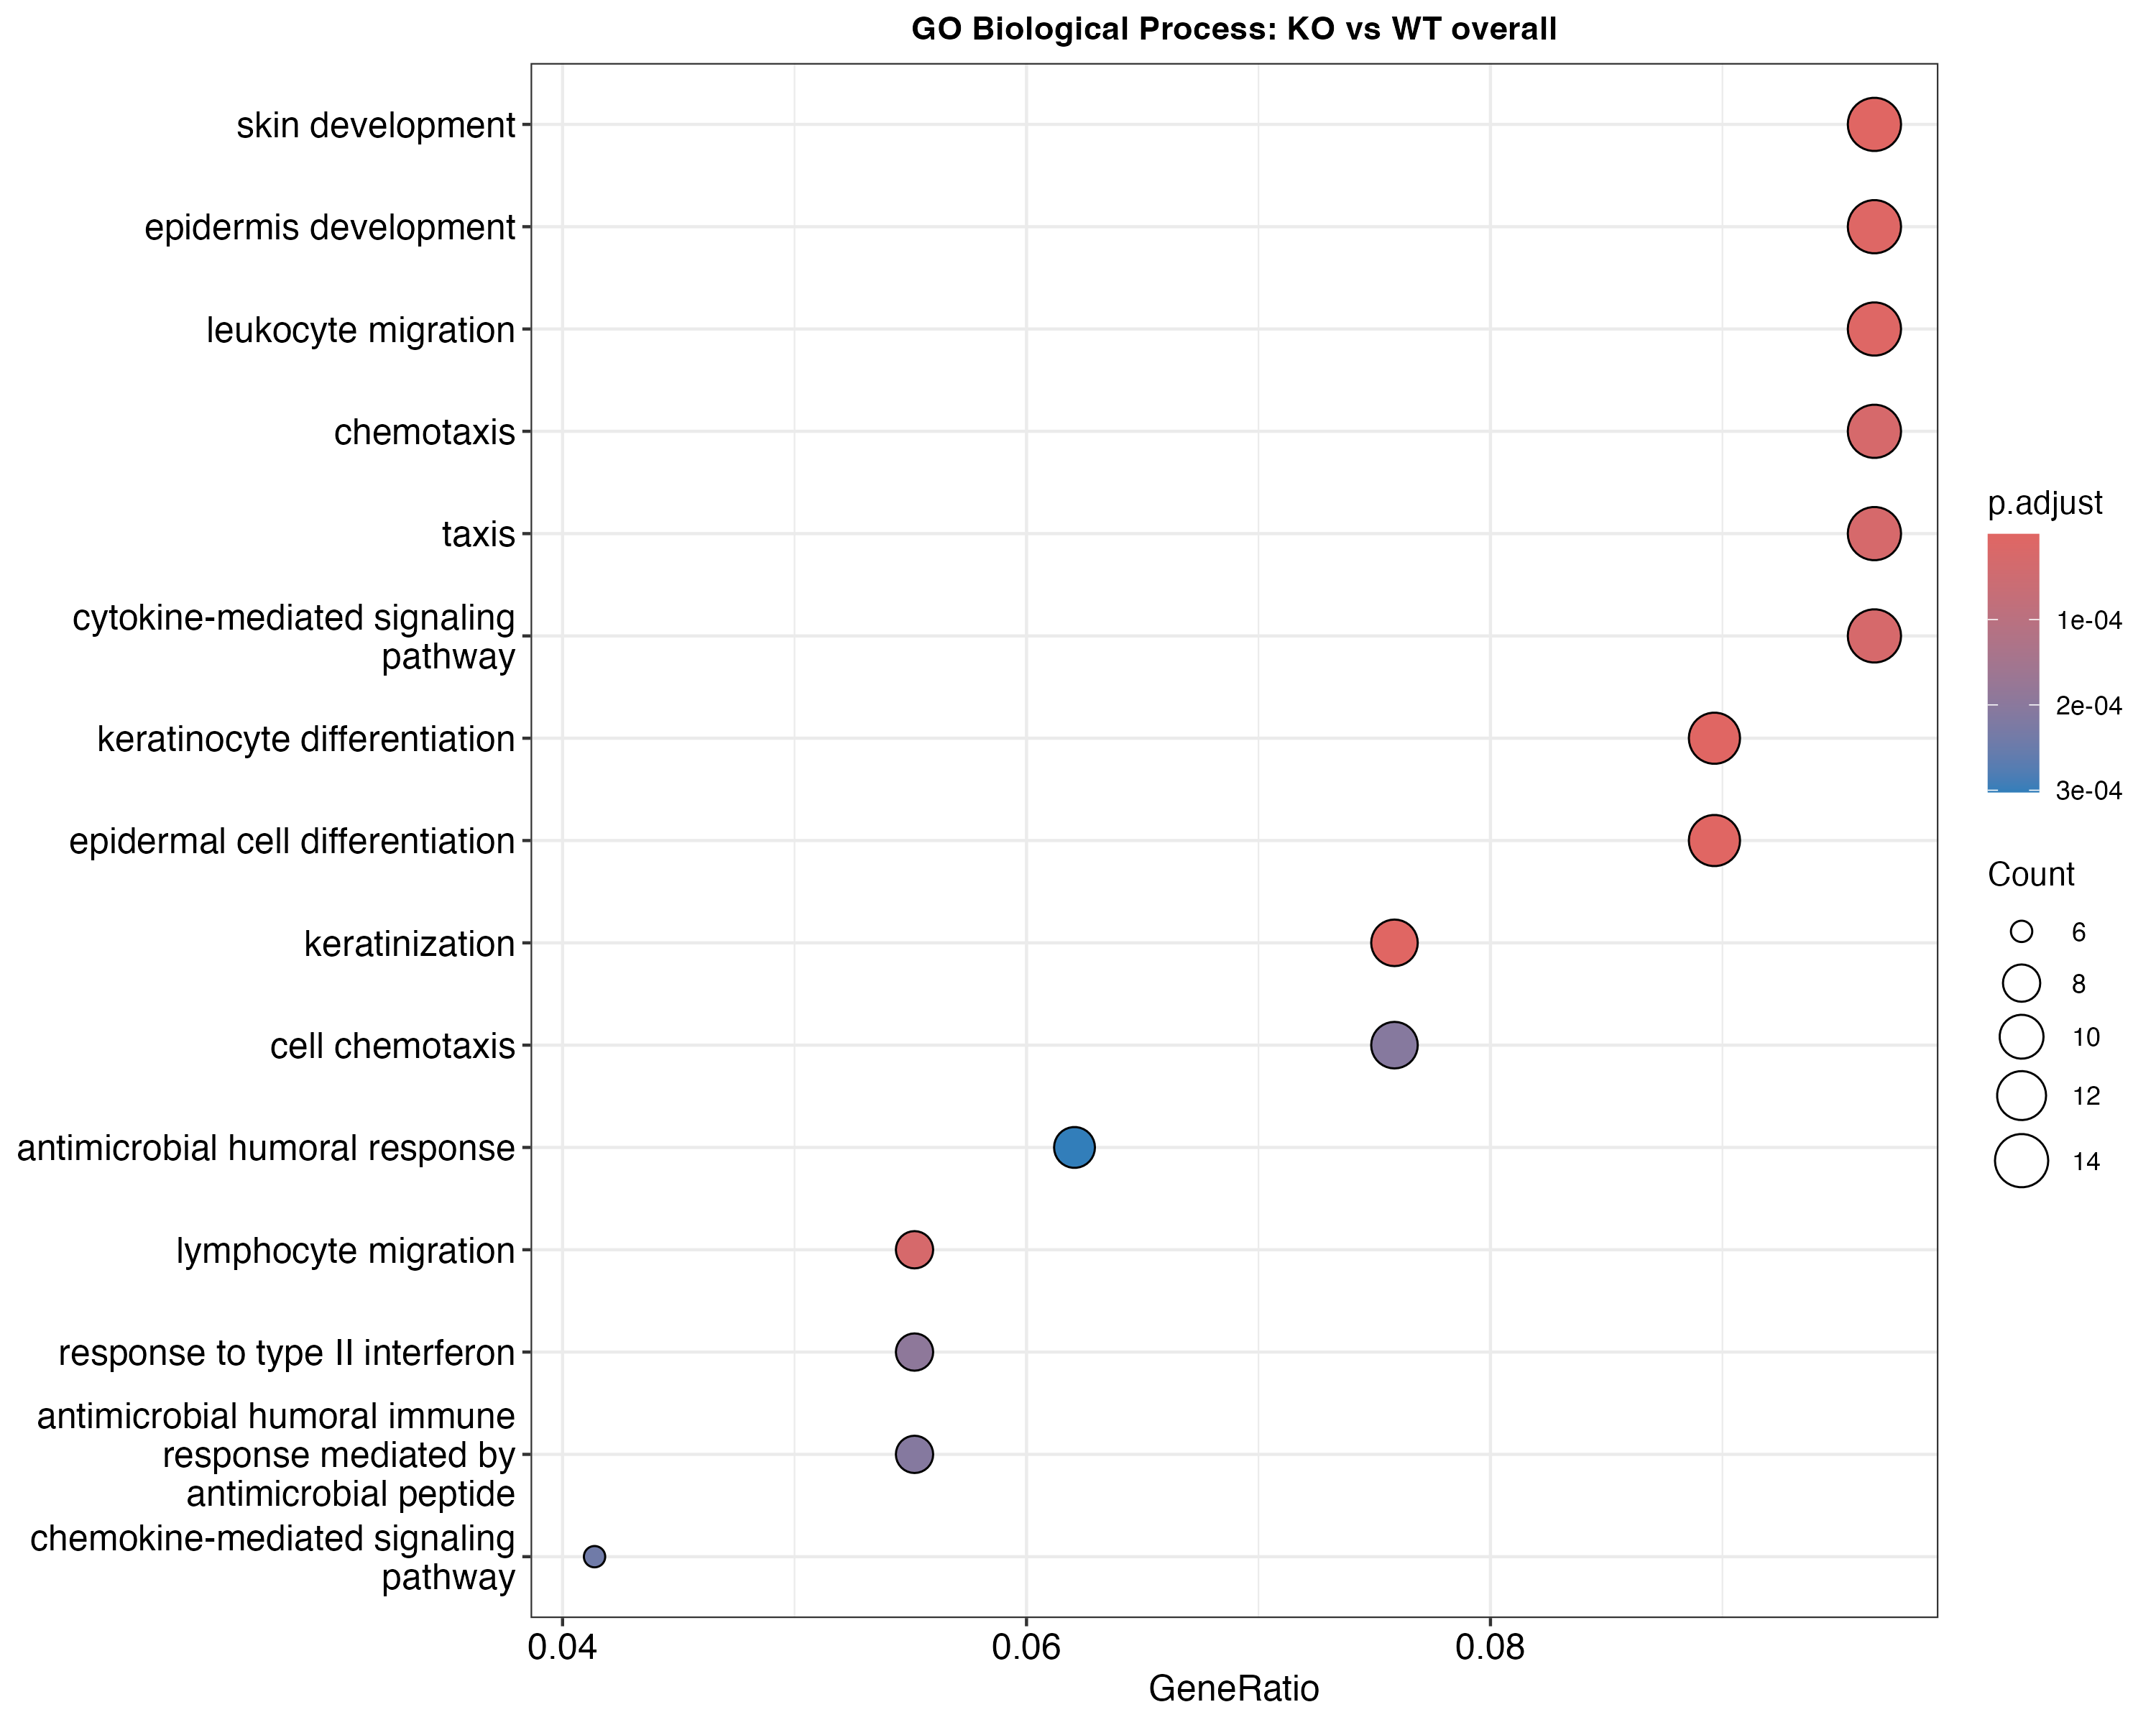 GO Biological Process: KO vs WT overall
skin development
epidermis development
leukocyte migration
chemotaxis
taxis
cytokine-mediated signaling
pathway
keratinocyte differentiation
epidermal cell differentiation
keratinization
cell chemotaxis
antimicrobial humoral response
lymphocyte migration
response to type II interferon
antimicrobial humoral immune
response mediated by
antimicrobial peptide
chemokine-mediated signaling
pathway
0.04
0.06
0.08
GeneRatio
p.adjust
1e-04
2e-04
3e-04
Count
6
8
10
12
14